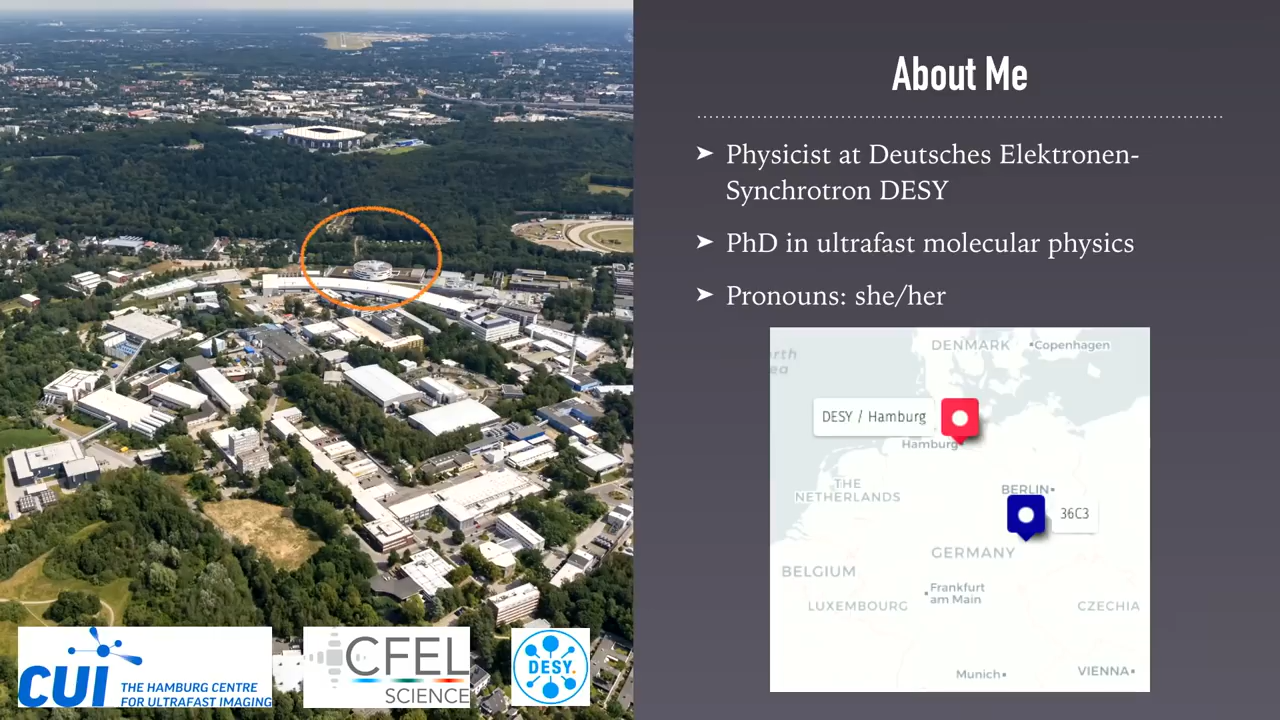 About Me
➤ Physicist at Deutsches Elektronen-
Synchrotron DESY
➤ PhD in ultrafast molecular physics
➤ Pronouns: she/her
DENMARK
Copenhagen
DESY / Hamburg
Hamburg
THE
NETHERLANDS
BERLIN
36C3
GERMANY
BELGIUM
Frankfurt
am Main
LUXEMBOURG
CZECHIA
Munich
VIENNA
CUI
THE HAMBURG CENTRE
FOR ULTRAFAST IMAGING
CFEL
SCIENCE
DESY.